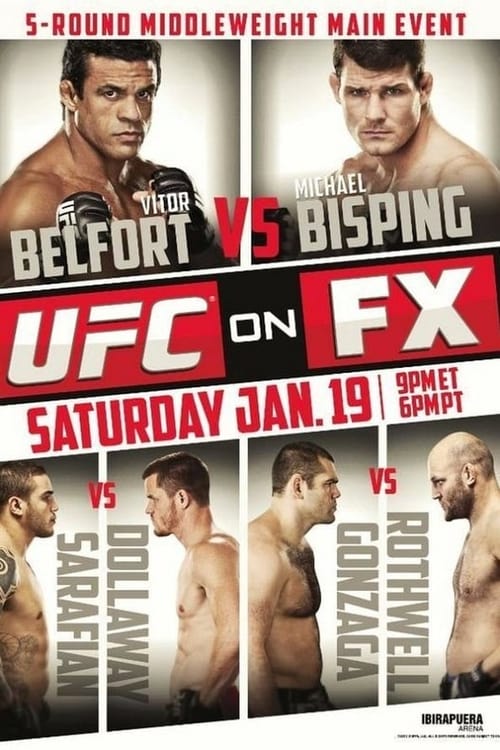 5-ROUND MIDDLEWEIGHT MAIN EVENT
VITOR
BELFORT
VS
MICHAEL
BISPING
UFC® ON FX
SATURDAY JAN. 19
9PM ET
6PM PT
SARAFIAN
VS
DOLLAWAY
GONZAGA
VS
ROTHWELL
IBIRAPUERA
ARENA